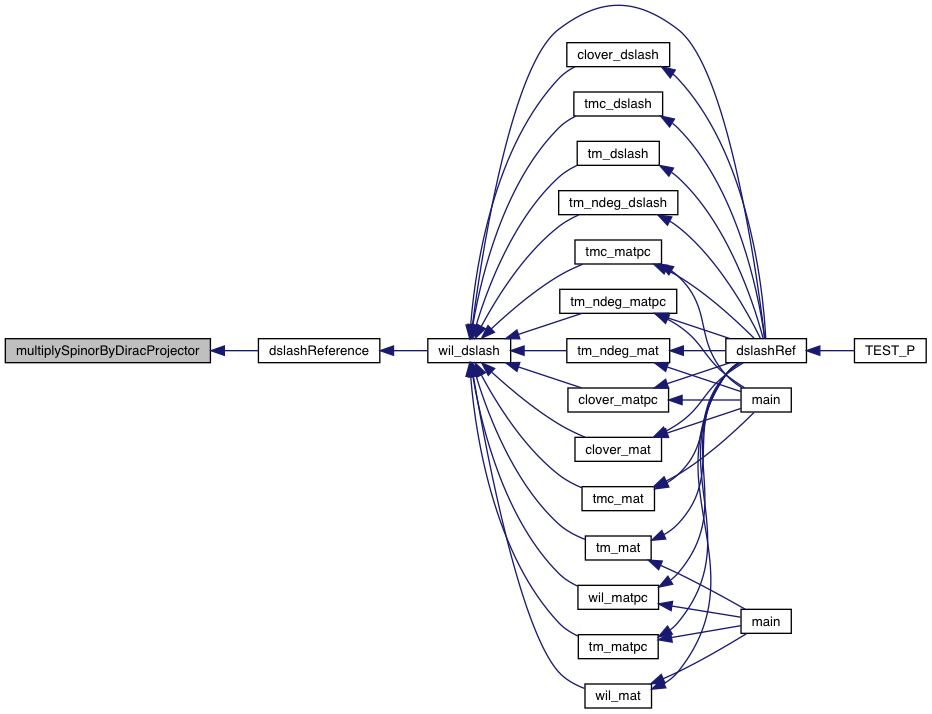 clover_dslash
tmc_dslash
tm_dslash
tm_ndeg_dslash
tmc_matpc
tm_ndeg_matpc
multiplySpinorByDiracProjector
dslashReference
wil_dslash
tm_ndeg_mat
dslashRef
TEST_P
clover_matpc
main
clover_mat
tmc_mat
tm_mat
wil_matpc
main
tm_matpc
wil_mat